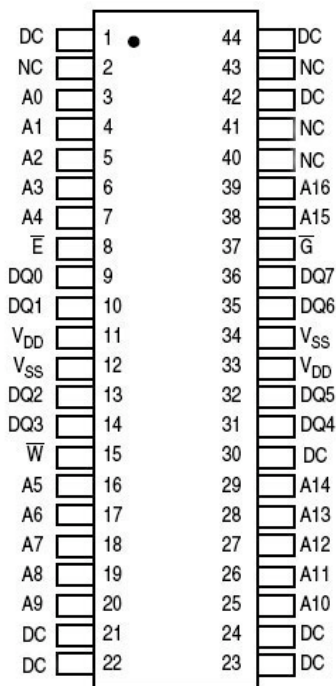 DC 1 44 DC
NC 2 43 NC
A0 3 42 DC
A1 4 41 NC
A2 5 40 NC
A3 6 39 A16
A4 7 38 A15
E̅ 8 37 G̅
DQ0 9 36 DQ7
DQ1 10 35 DQ6
VDD 11 34 VSS
VSS 12 33 VDD
DQ2 13 32 DQ5
DQ3 14 31 DQ4
W̅ 15 30 DC
A5 16 29 A14
A6 17 28 A13
A7 18 27 A12
A8 19 26 A11
A9 20 25 A10
DC 21 24 DC
DC 22 23 DC